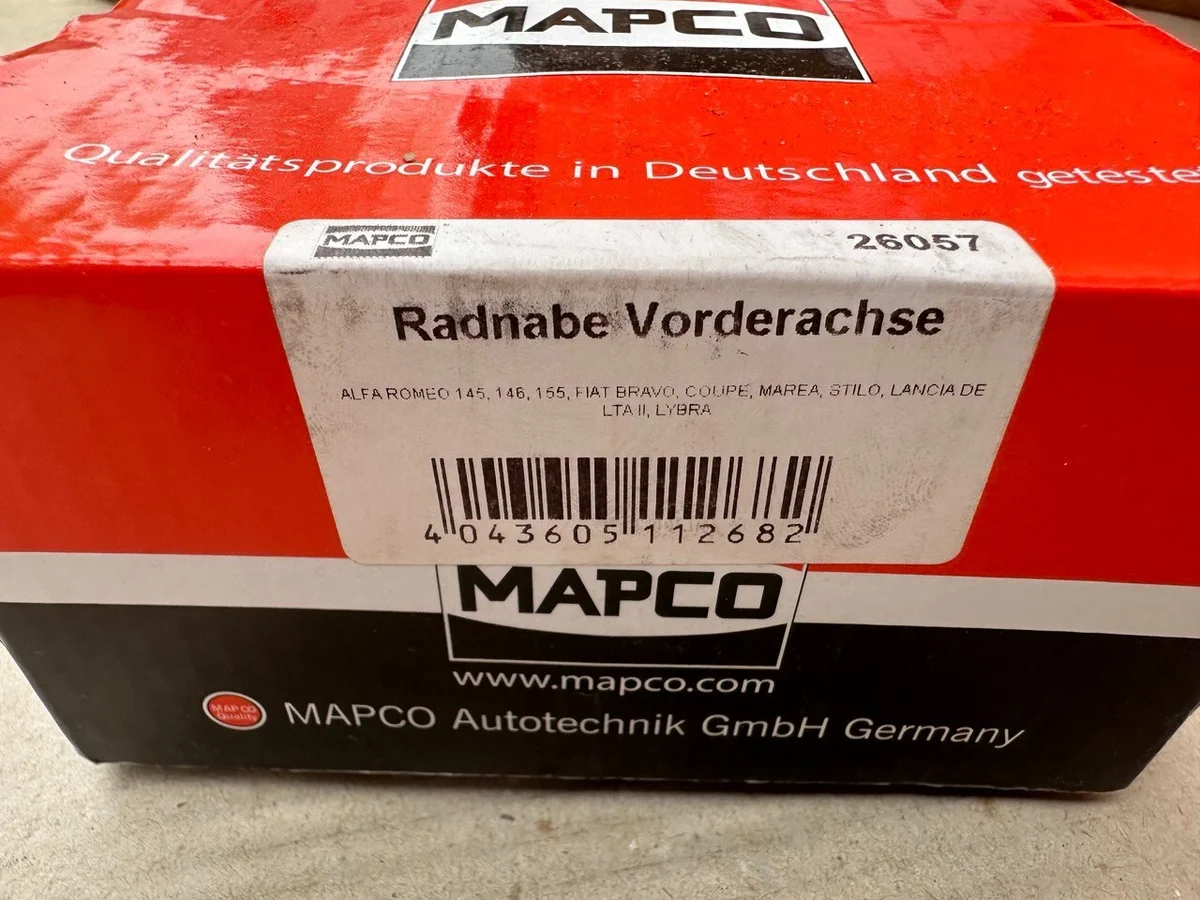 MAPCO
Qualitätsprodukte in Deutschland getestet
MAPCO 26057
Radnabe Vorderachse
ALFA ROMEO 145, 146, 155, FIAT BRAVO, COUPE, MAREA, STILO, LANCIA DE
LTA II, LYBRA
4 043605 112682
MAPCO
www.mapco.com
MAPCO
Quality
MAPCO Autotechnik GmbH Germany